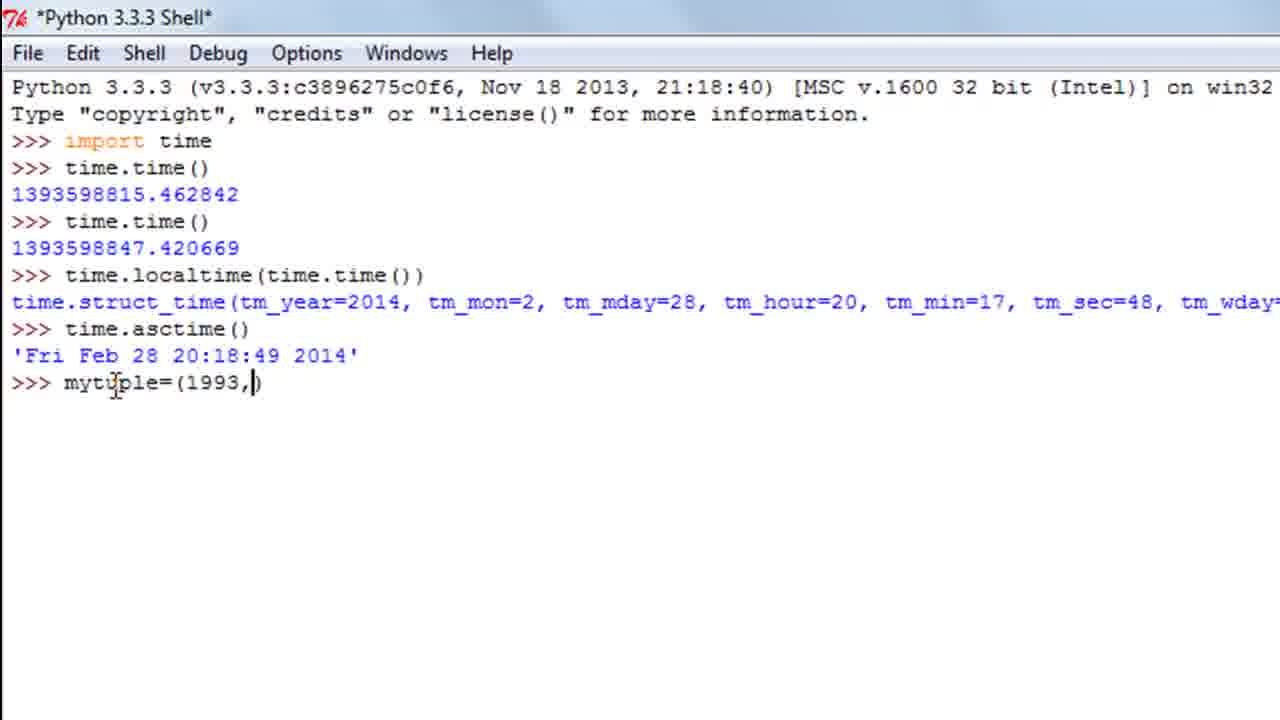 *Python 3.3.3 Shell*
File Edit Shell Debug Options Windows Help
Python 3.3.3 (v3.3.3:c3896275c0f6, Nov 18 2013, 21:18:40) [MSC v.1600 32 bit (Intel)] on win32
Type "copyright", "credits" or "license()" for more information.
>>> import time
>>> time.time()
1393598815.462842
>>> time.time()
1393598847.420669
>>> time.localtime(time.time())
time.struct_time(tm_year=2014, tm_mon=2, tm_mday=28, tm_hour=20, tm_min=17, tm_sec=48, tm_wday=
>>> time.asctime()
'Fri Feb 28 20:18:49 2014'
>>> mytuple=(1993,)